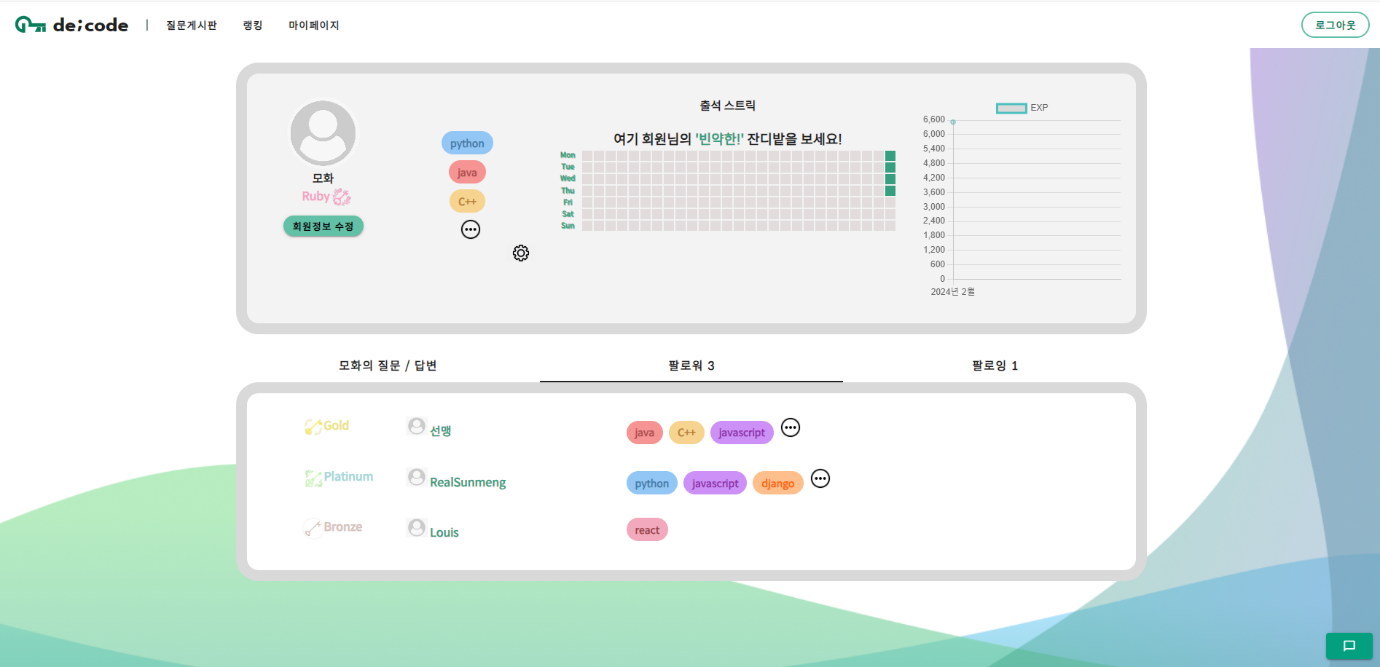 de;code | 질문게시판 랭킹 마이페이지 로그아웃
모화
Ruby
회원정보 수정
python
java
C++
출석 스트릭
여기 회원님의 '빈약한!' 잔디밭을 보세요!
Mon
Tue
Wed
Thu
Fri
Sat
Sun
EXP
6,600
6,000
5,400
4,800
4,200
3,600
3,000
2,400
1,800
1,200
600
0
2024년 2월
모화의 질문 / 답변 팔로워 3 팔로잉 1
Gold 선맹 java C++ javascript
Platinum RealSunmeng python javascript django
Bronze Louis react